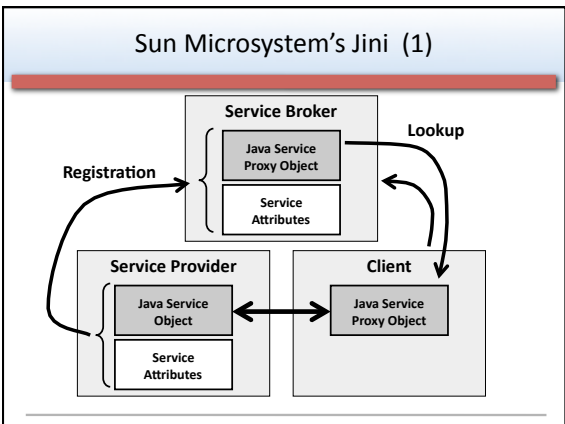 Sun Microsystem's Jini (1)
Service Broker
Lookup
Java Service
Proxy Object
Registration
Service
Attributes
Service Provider
Client
Java Service
Object
Java Service
Proxy Object
Service
Attributes